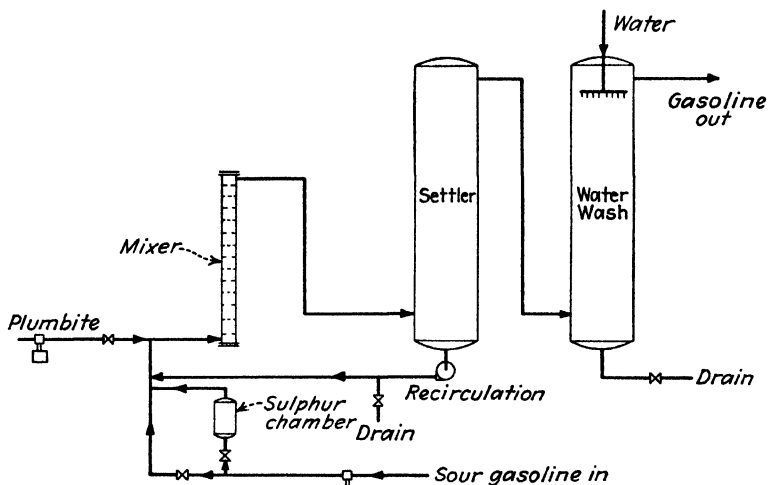 Water
Gasoline
out
Settler
Water
Wash
Mixer
Plumbite
Recirculation
Drain
Sulphur
chamber
Drain
Sour gasoline in